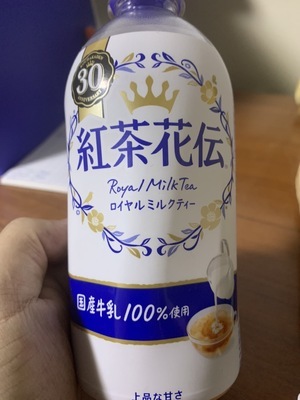 30
ANNIVERSARY
紅茶花伝
Royal Milk Tea
ロイヤルミルクティー
国産牛乳100%使用
上品な甘さ